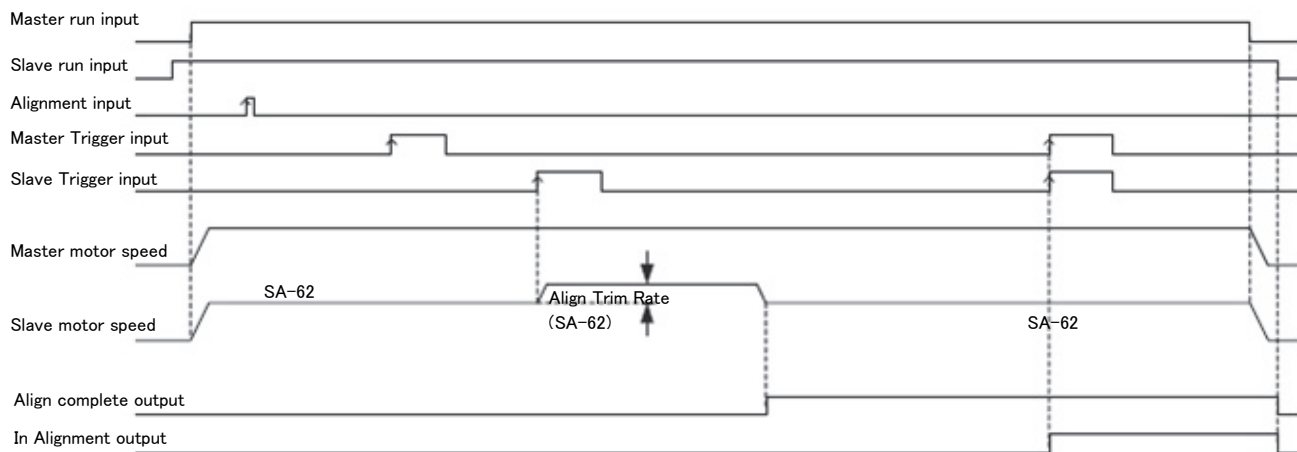 Master run input
Slave run input
Alignment input
Master Trigger input
Slave Trigger input
Master motor speed
SA-62
Align Trim Rate
Slave motor speed
(SA-62)
SA-62
Align complete output
In Alignment output